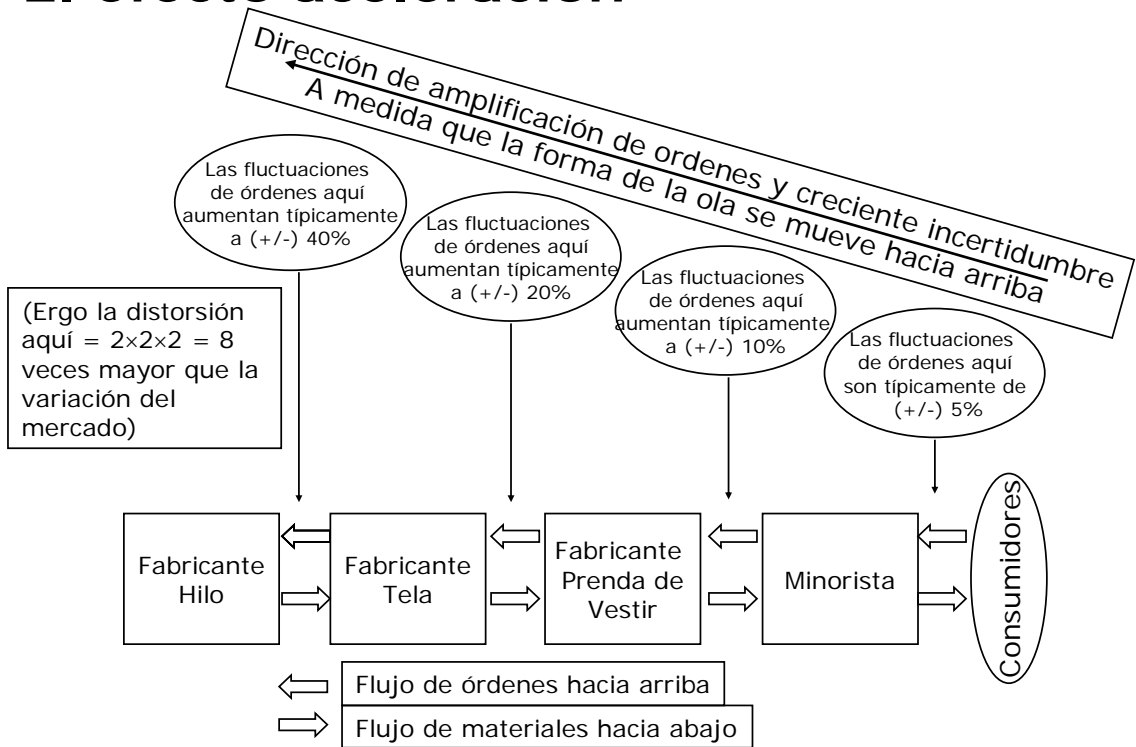 Dirección de amplificación de ordenes y creciente incertidumbre
A medida que la forma de la ola se mueve hacia arriba
Las fluctuaciones
de órdenes aquí
aumentan típicamente
a (+/-) 40%
Las fluctuaciones
de órdenes aquí
aumentan típicamente
a (+/-) 20%
Las fluctuaciones
de órdenes aquí
aumentan típicamente
a (+/-) 10%
Las fluctuaciones
de órdenes aquí
son típicamente de
(+/-) 5%
(Ergo la distorsión
aquí = 2×2×2 = 8
veces mayor que la
variación del
mercado)
Fabricante
Hilo
Fabricante
Tela
Fabricante
Prenda de
Vestir
Minorista
Consumidores
Flujo de órdenes hacia arriba
Flujo de materiales hacia abajo